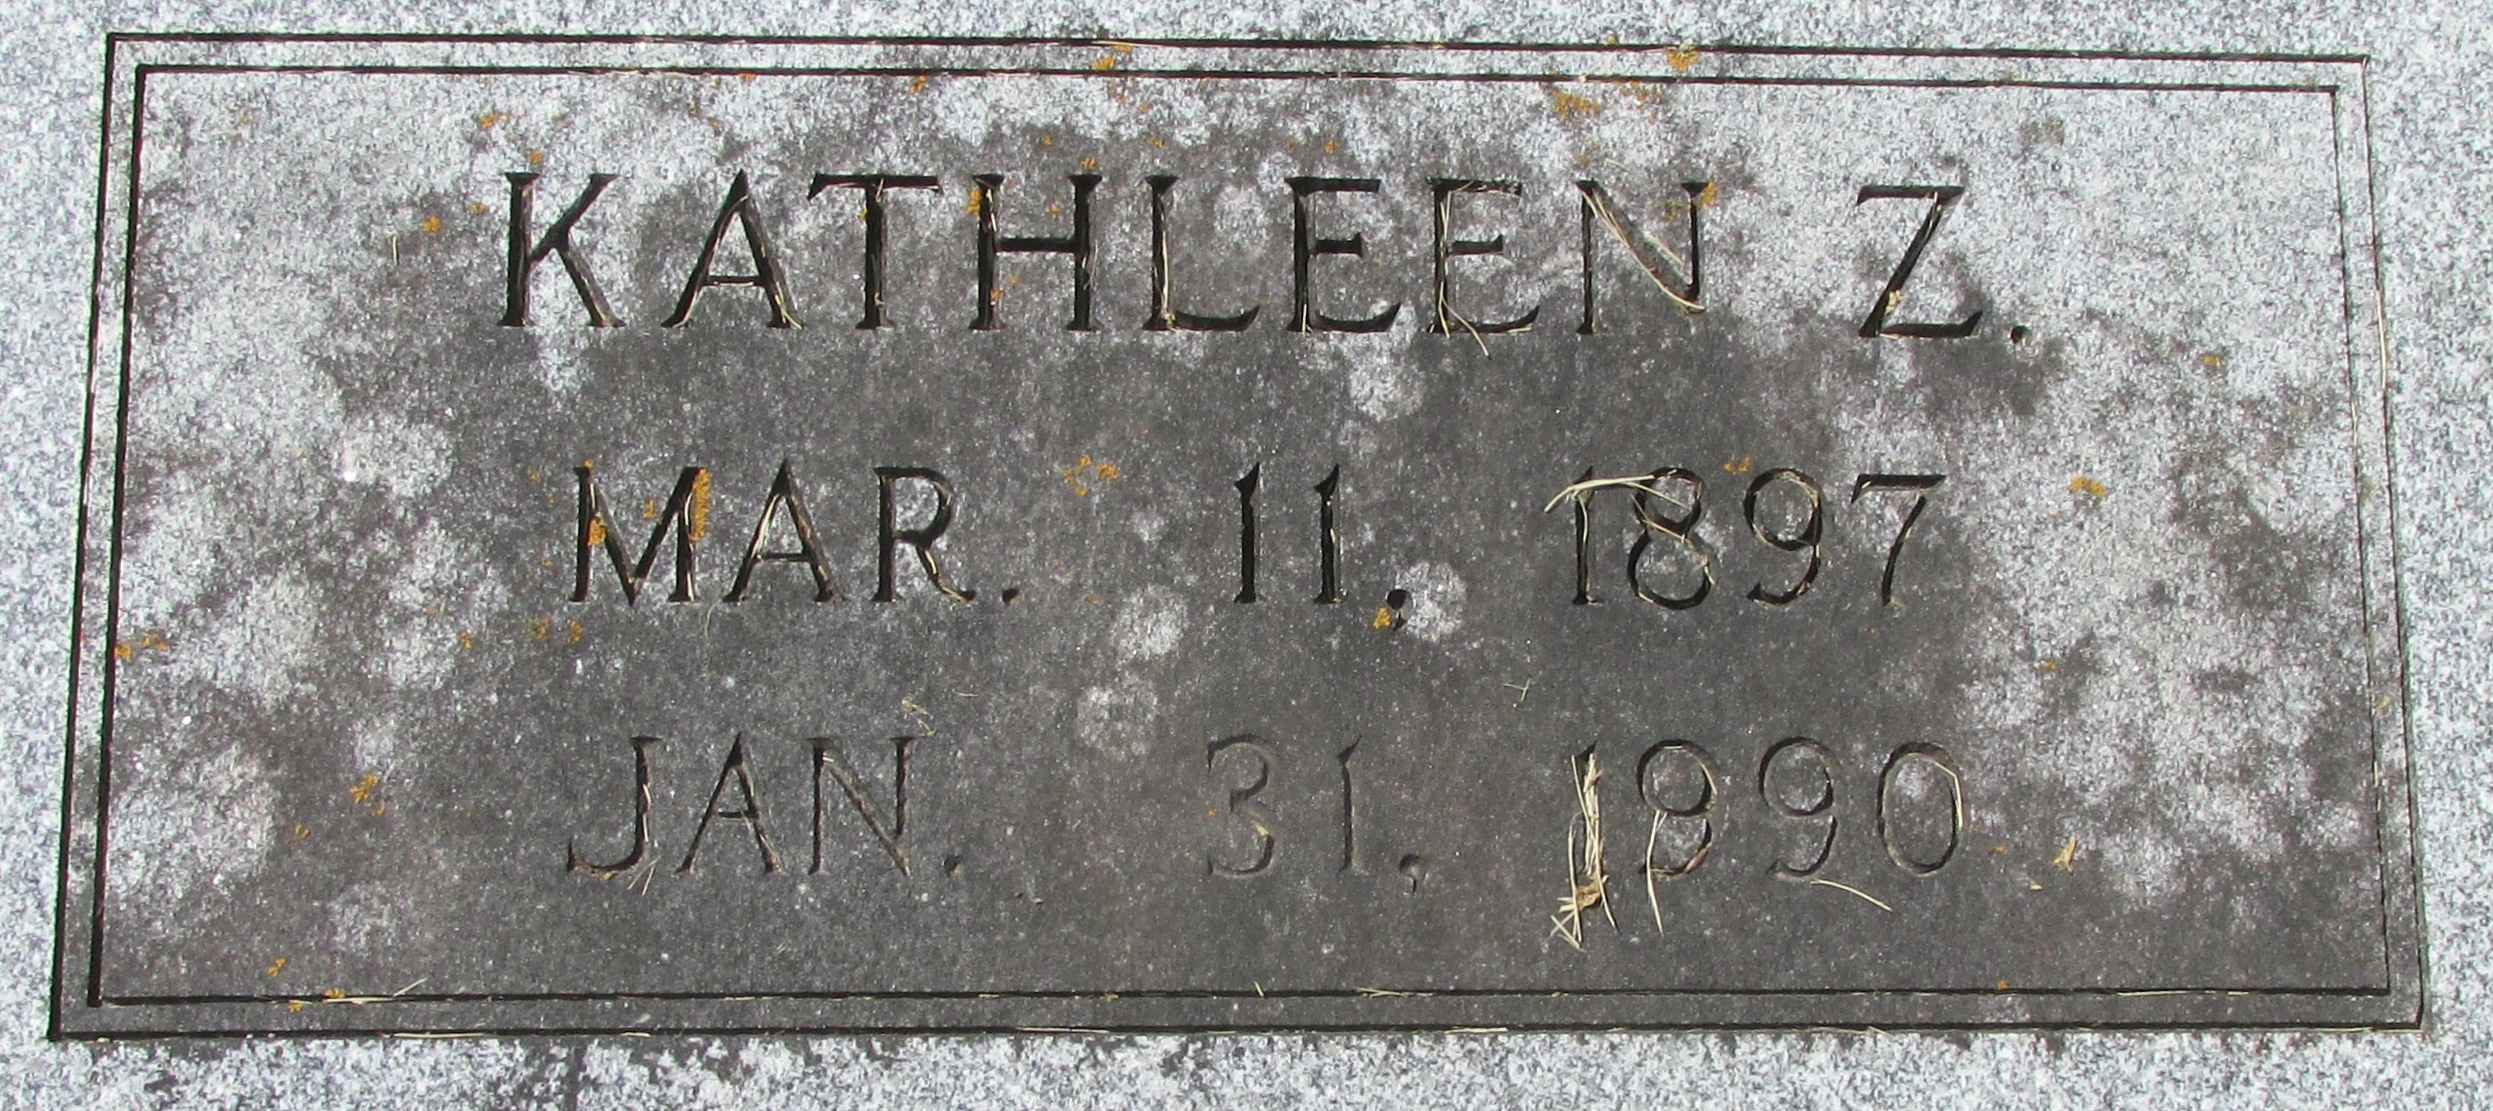 KATHLEEN Z.
MAR. 11, 1897
JAN. 31, 1990